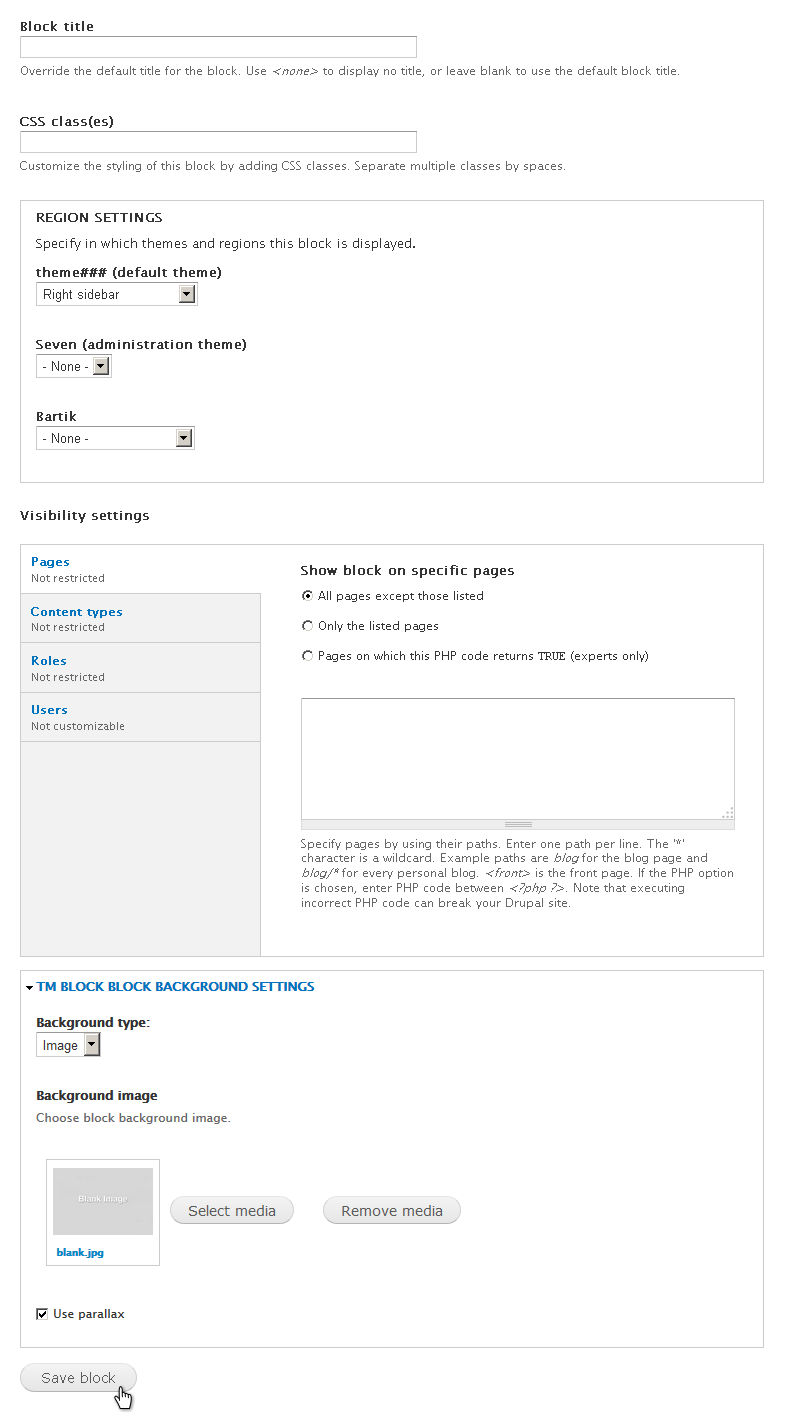 Block title
Override the default title for the block. Use <none> to display no title, or leave blank to use the default block title.
CSS class(es)
Customize the styling of this block by adding CSS classes. Separate multiple classes by spaces.
REGION SETTINGS
Specify in which themes and regions this block is displayed.
theme### (default theme)
Right sidebar
Seven (administration theme)
- None -
Bartik
- None -
Visibility settings
Pages
Not restricted
Content types
Not restricted
Roles
Not restricted
Users
Not customizable
Show block on specific pages
All pages except those listed
Only the listed pages
Pages on which this PHP code returns TRUE (experts only)
Specify pages by using their paths. Enter one path per line. The '*'
character is a wildcard. Example paths are blog for the blog page and
blog/* for every personal blog. <front> is the front page. If the PHP option
is chosen, enter PHP code between <?php ?>. Note that executing
incorrect PHP code can break your Drupal site.
TM BLOCK BLOCK BACKGROUND SETTINGS
Background type:
Image
Background image
Choose block background image.
Blank Image
blank.jpg
Select media
Remove media
Use parallax
Save block